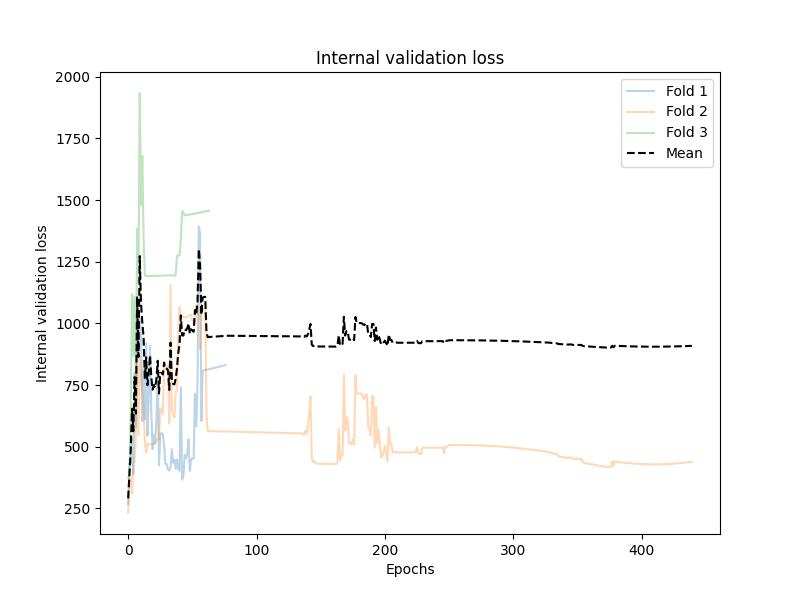 Internal validation loss
Fold 1
Fold 2
Fold 3
Mean
2000
1750
1500
1250
1000
750
500
250
Internal validation loss
0 100 200 300 400
Epochs